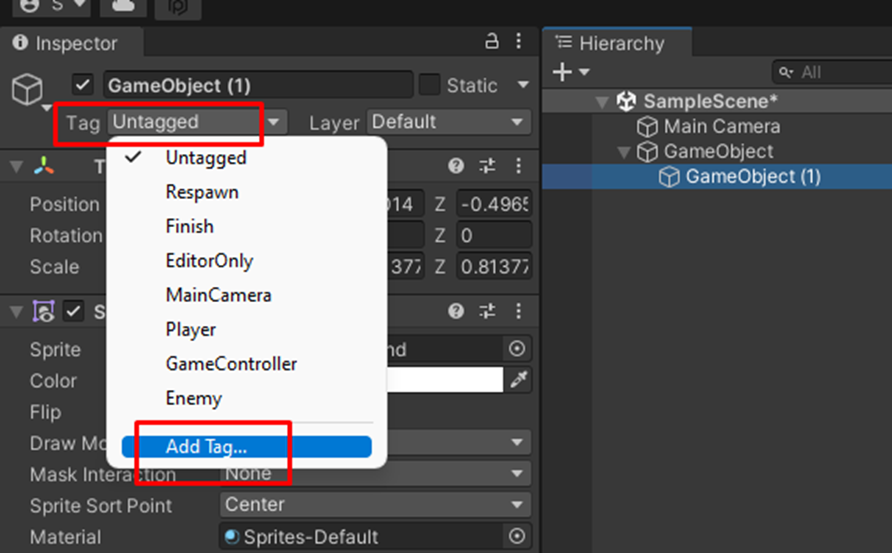 S
Inspector
Hierarchy
GameObject (1)
Static
All
Tag Untagged
Layer Default
SampleScene*
Main Camera
GameObject
GameObject (1)
Untagged
Respawn
Finish
EditorOnly
MainCamera
Player
GameController
Enemy
Add Tag...
T
Position
014 Z -0.4965
Rotation
Z 0
Scale
377 Z 0.81377
S
Sprite
nd
Color
Flip
Draw Mo
Mask Interaction None
Sprite Sort Point Center
Material Sprites-Default